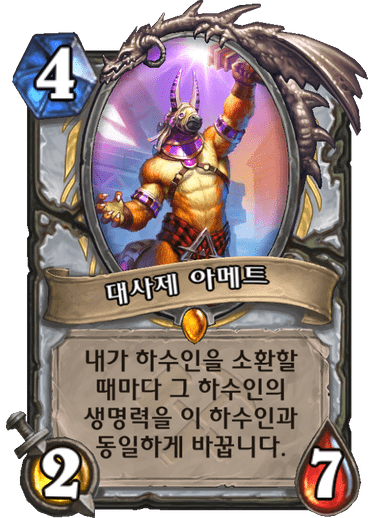 4
대사제 아메트
내가 하수인을 소환할
때마다 그 하수인의
생명력을 이 하수인과
동일하게 바꿉니다.
2
7